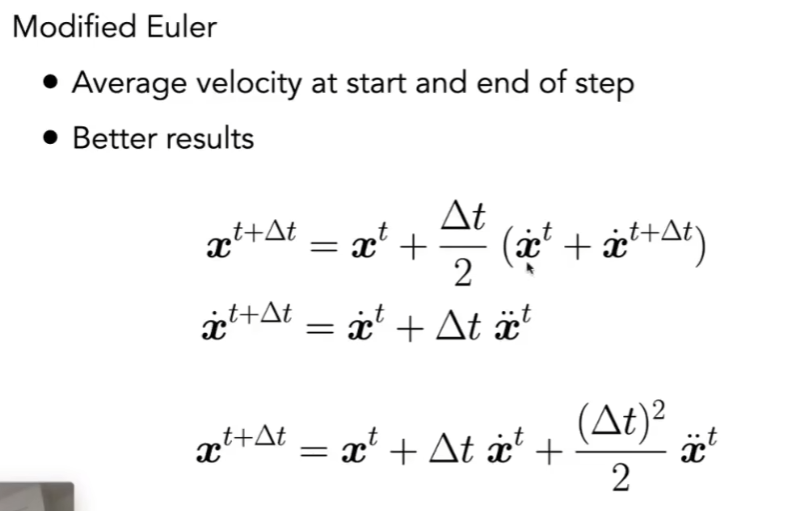 Modified Euler
• Average velocity at start and end of step
• Better results
$\boldsymbol{x}^{t+\Delta t} = \boldsymbol{x}^t + \frac{\Delta t}{2} (\dot{\boldsymbol{x}}^t + \dot{\boldsymbol{x}}^{t+\Delta t})$
$\dot{\boldsymbol{x}}^{t+\Delta t} = \dot{\boldsymbol{x}}^t + \Delta t \; \ddot{\boldsymbol{x}}^t$
$\boldsymbol{x}^{t+\Delta t} = \boldsymbol{x}^t + \Delta t \; \dot{\boldsymbol{x}}^t + \frac{(\Delta t)^2}{2} \; \ddot{\boldsymbol{x}}^t$